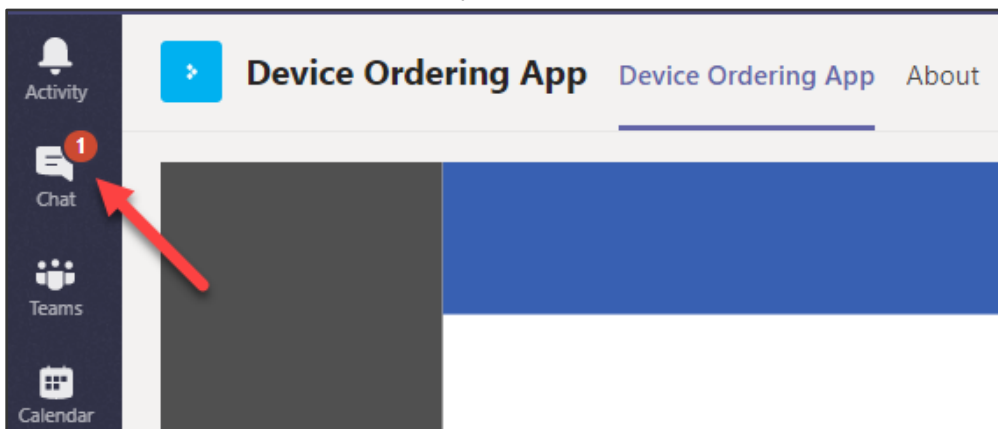 Activity
Device Ordering App Device Ordering App About
1
Chat
Teams
Calendar